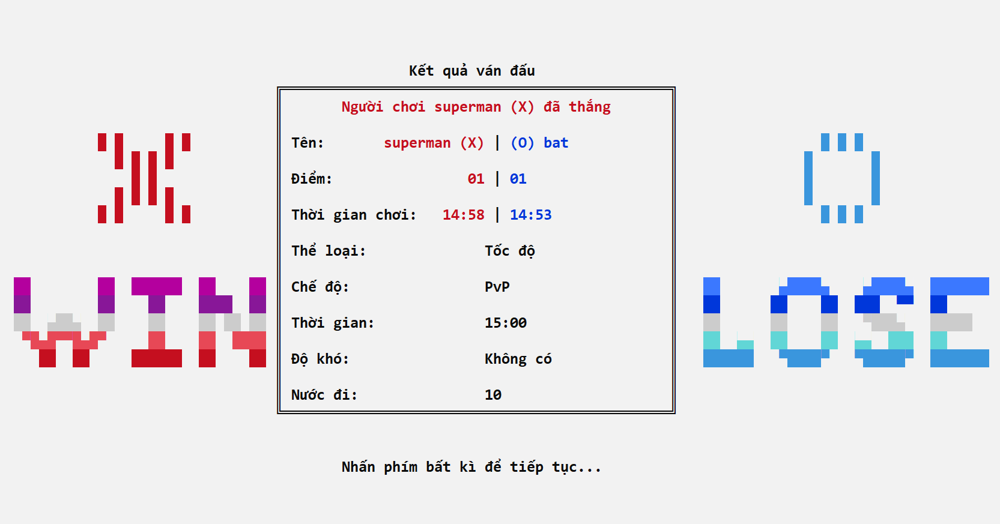 Kết quả ván đấu
Người chơi superman (X) đã thắng
Tên: superman (X) | (O) bat
Điểm: 01 | 01
Thời gian chơi: 14:58 | 14:53
Thể loại: Tốc độ
Chế độ: PvP
Thời gian: 15:00
Độ khó: Không có
Nước đi: 10
X
O
WIN
LOSE
Nhấn phím bất kì để tiếp tục...